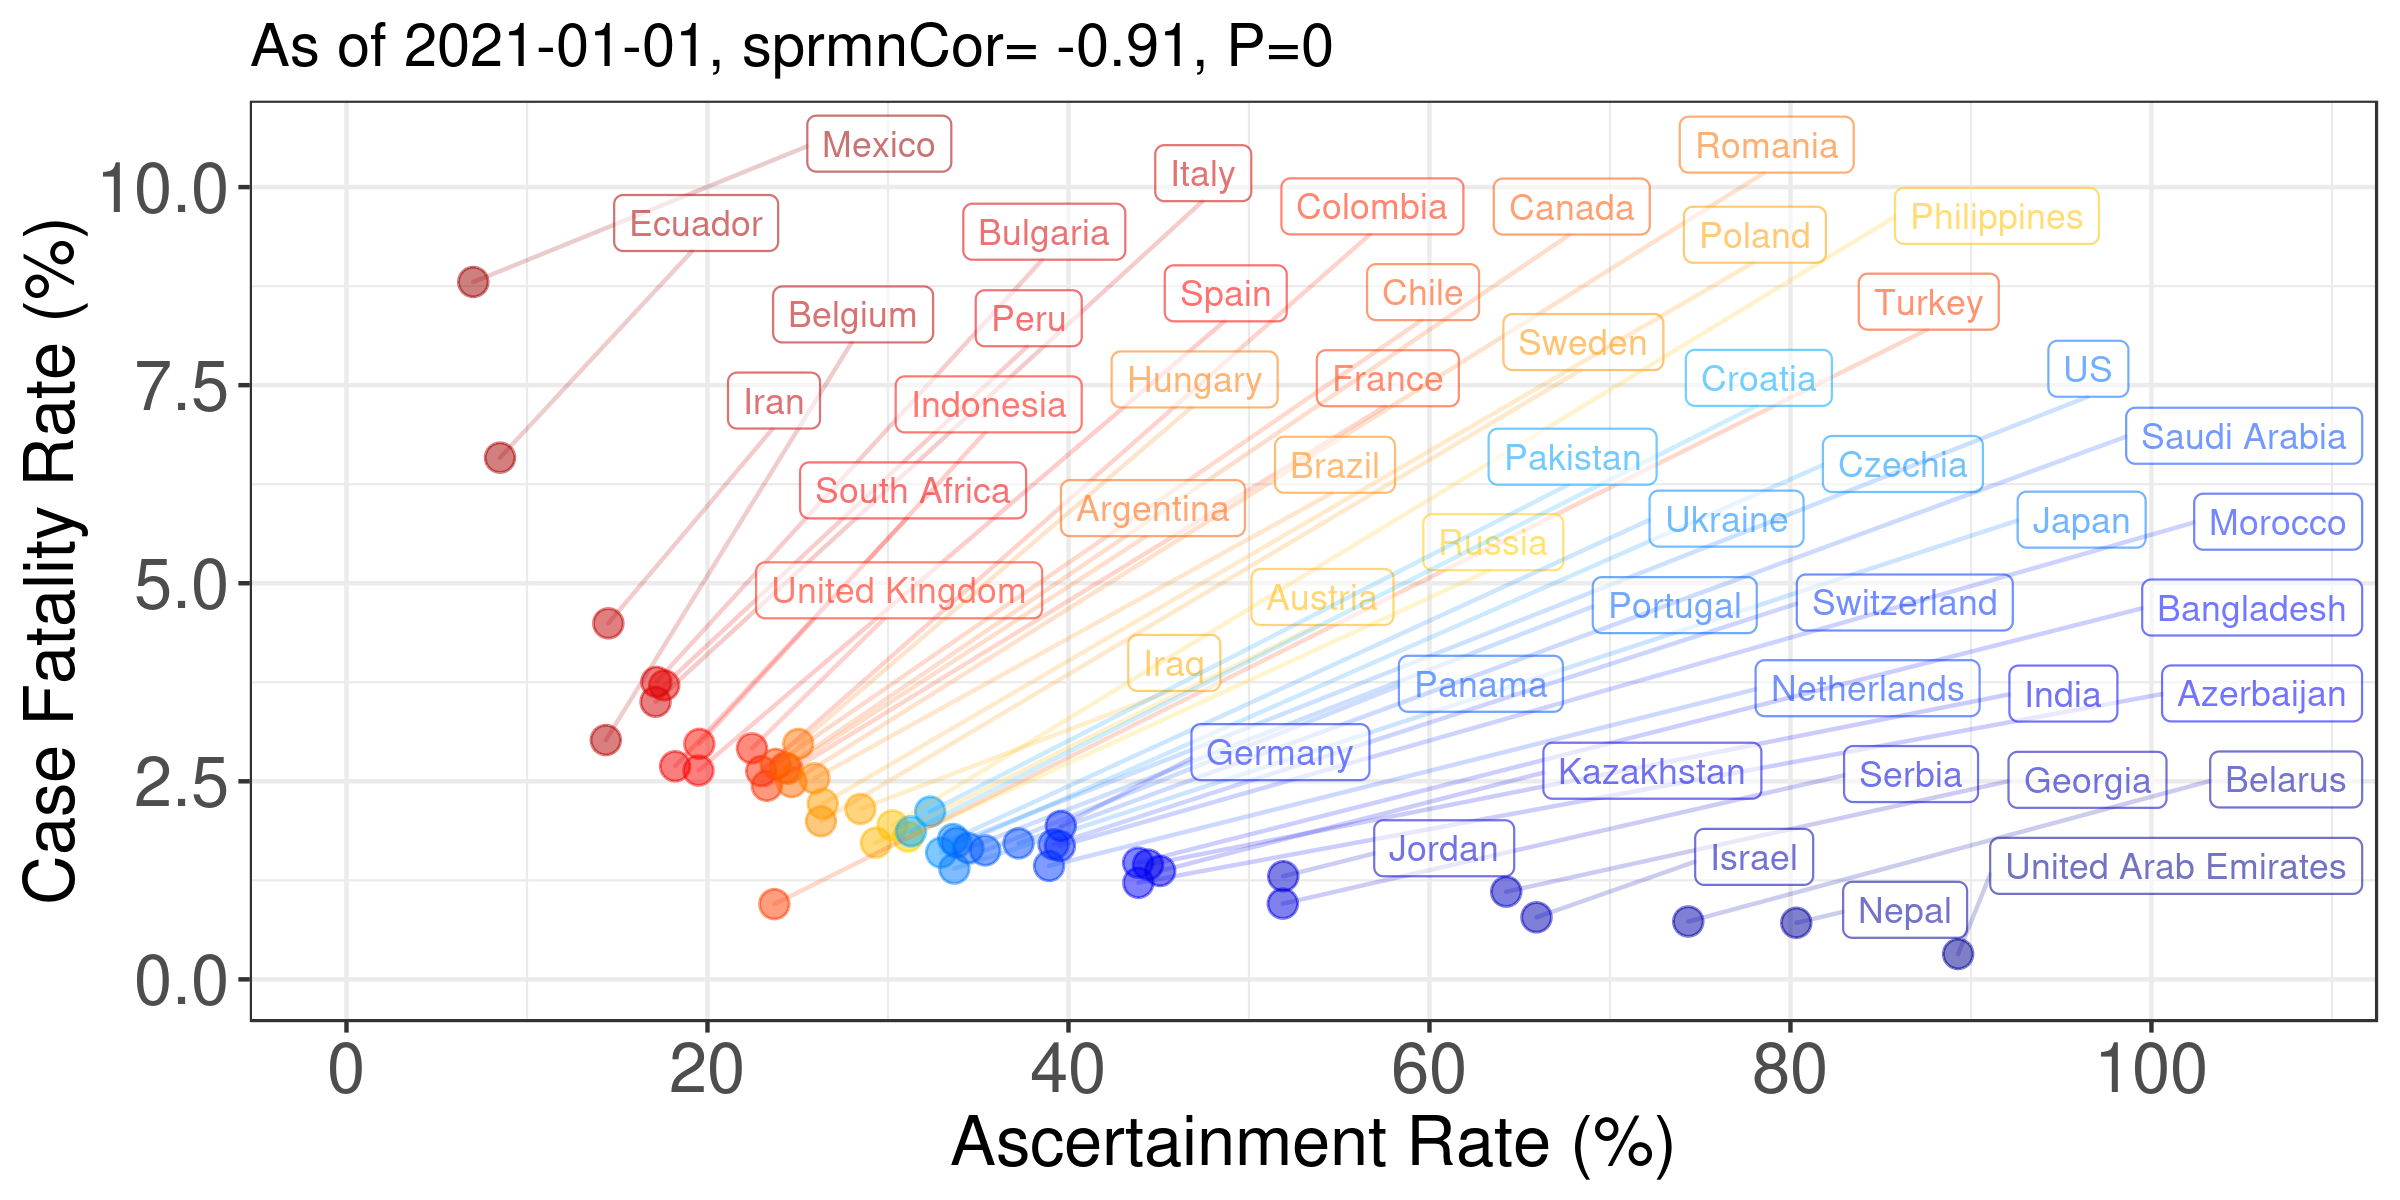 As of 2021-01-01, sprmnCor= -0.91, P=0
Case Fatality Rate (%)
10.0
7.5
5.0
2.5
0.0
Mexico
Romania
Italy
Colombia
Canada
Philippines
Ecuador
Bulgaria
Poland
Spain
Chile
Turkey
Belgium
Peru
Sweden
US
Hungary
France
Croatia
Iran
Indonesia
Saudi Arabia
Brazil
Pakistan
Czechia
South Africa
Argentina
Ukraine
Japan
Morocco
Russia
United Kingdom
Austria
Portugal
Switzerland
Bangladesh
Iraq
Panama
Netherlands
India
Azerbaijan
Germany
Kazakhstan
Serbia
Georgia
Belarus
Jordan
Israel
United Arab Emirates
Nepal
0
20
40
60
80
100
Ascertainment Rate (%)